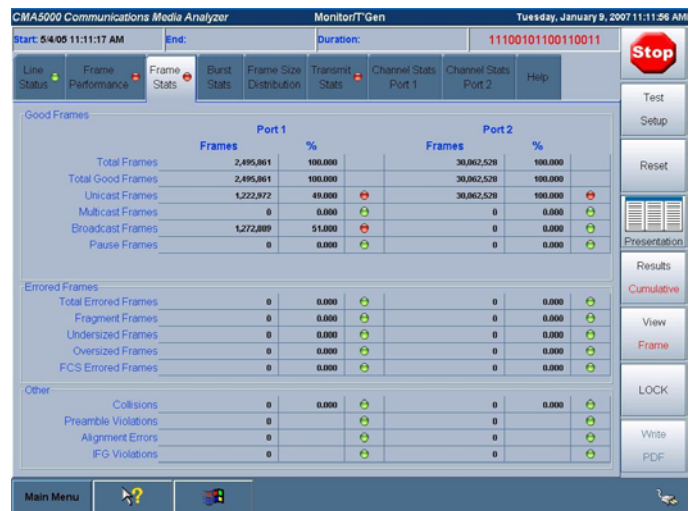 CMA5000 Communications Media Analyzer Monitor/T'Gen Tuesday, January 9, 2007 11:11:56 AM
Start: 5/4/05 11:11:17 AM End: Duration: 11100101100110011
Stop
Line Status Frame Performance Frame Stats Burst Stats Frame Size Distribution Transmit Stats Channel Stats Port 1 Channel Stats Port 2 Help
Test Setup
Good Frames
Port 1 Port 2
Frames % Frames %
Total Frames 2,495,861 100.000 30,062,528 100.000
Total Good Frames 2,495,861 100.000 30,062,528 100.000
Unicast Frames 1,222,972 49.000 30,062,528 100.000
Multicast Frames 0 0.000 0 0.000
Broadcast Frames 1,272,889 51.000 0 0.000
Pause Frames 0 0.000 0 0.000
Reset
Presentation
Results
Cumulative
Errored Frames
Total Errored Frames 0 0.000 0 0.000
Fragment Frames 0 0.000 0 0.000
Undersized Frames 0 0.000 0 0.000
Oversized Frames 0 0.000 0 0.000
FCS Errored Frames 0 0.000 0 0.000
View
Frame
Other
Collisions 0 0.000 0 0.000
Preamble Violations 0 0
Alignment Errors 0 0
IFG Violations 0 0
LOCK
Write
PDF
Main Menu
?